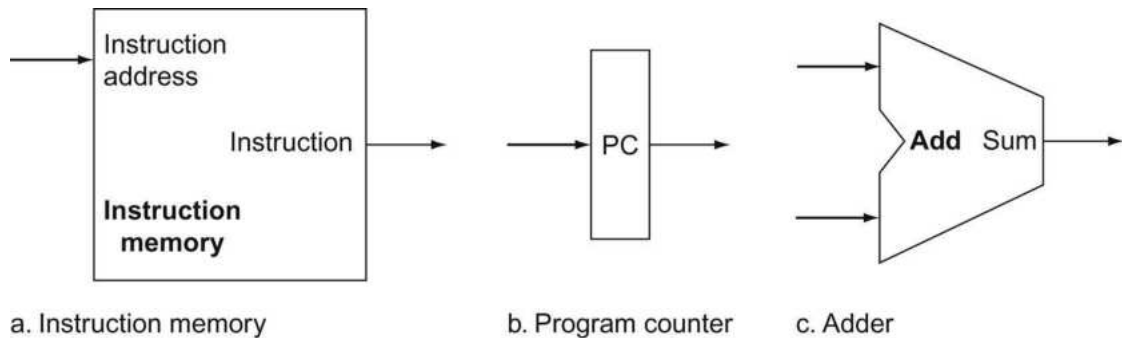 Instruction
address
Instruction
Instruction
memory
a. Instruction memory
PC
b. Program counter
Add Sum
c. Adder